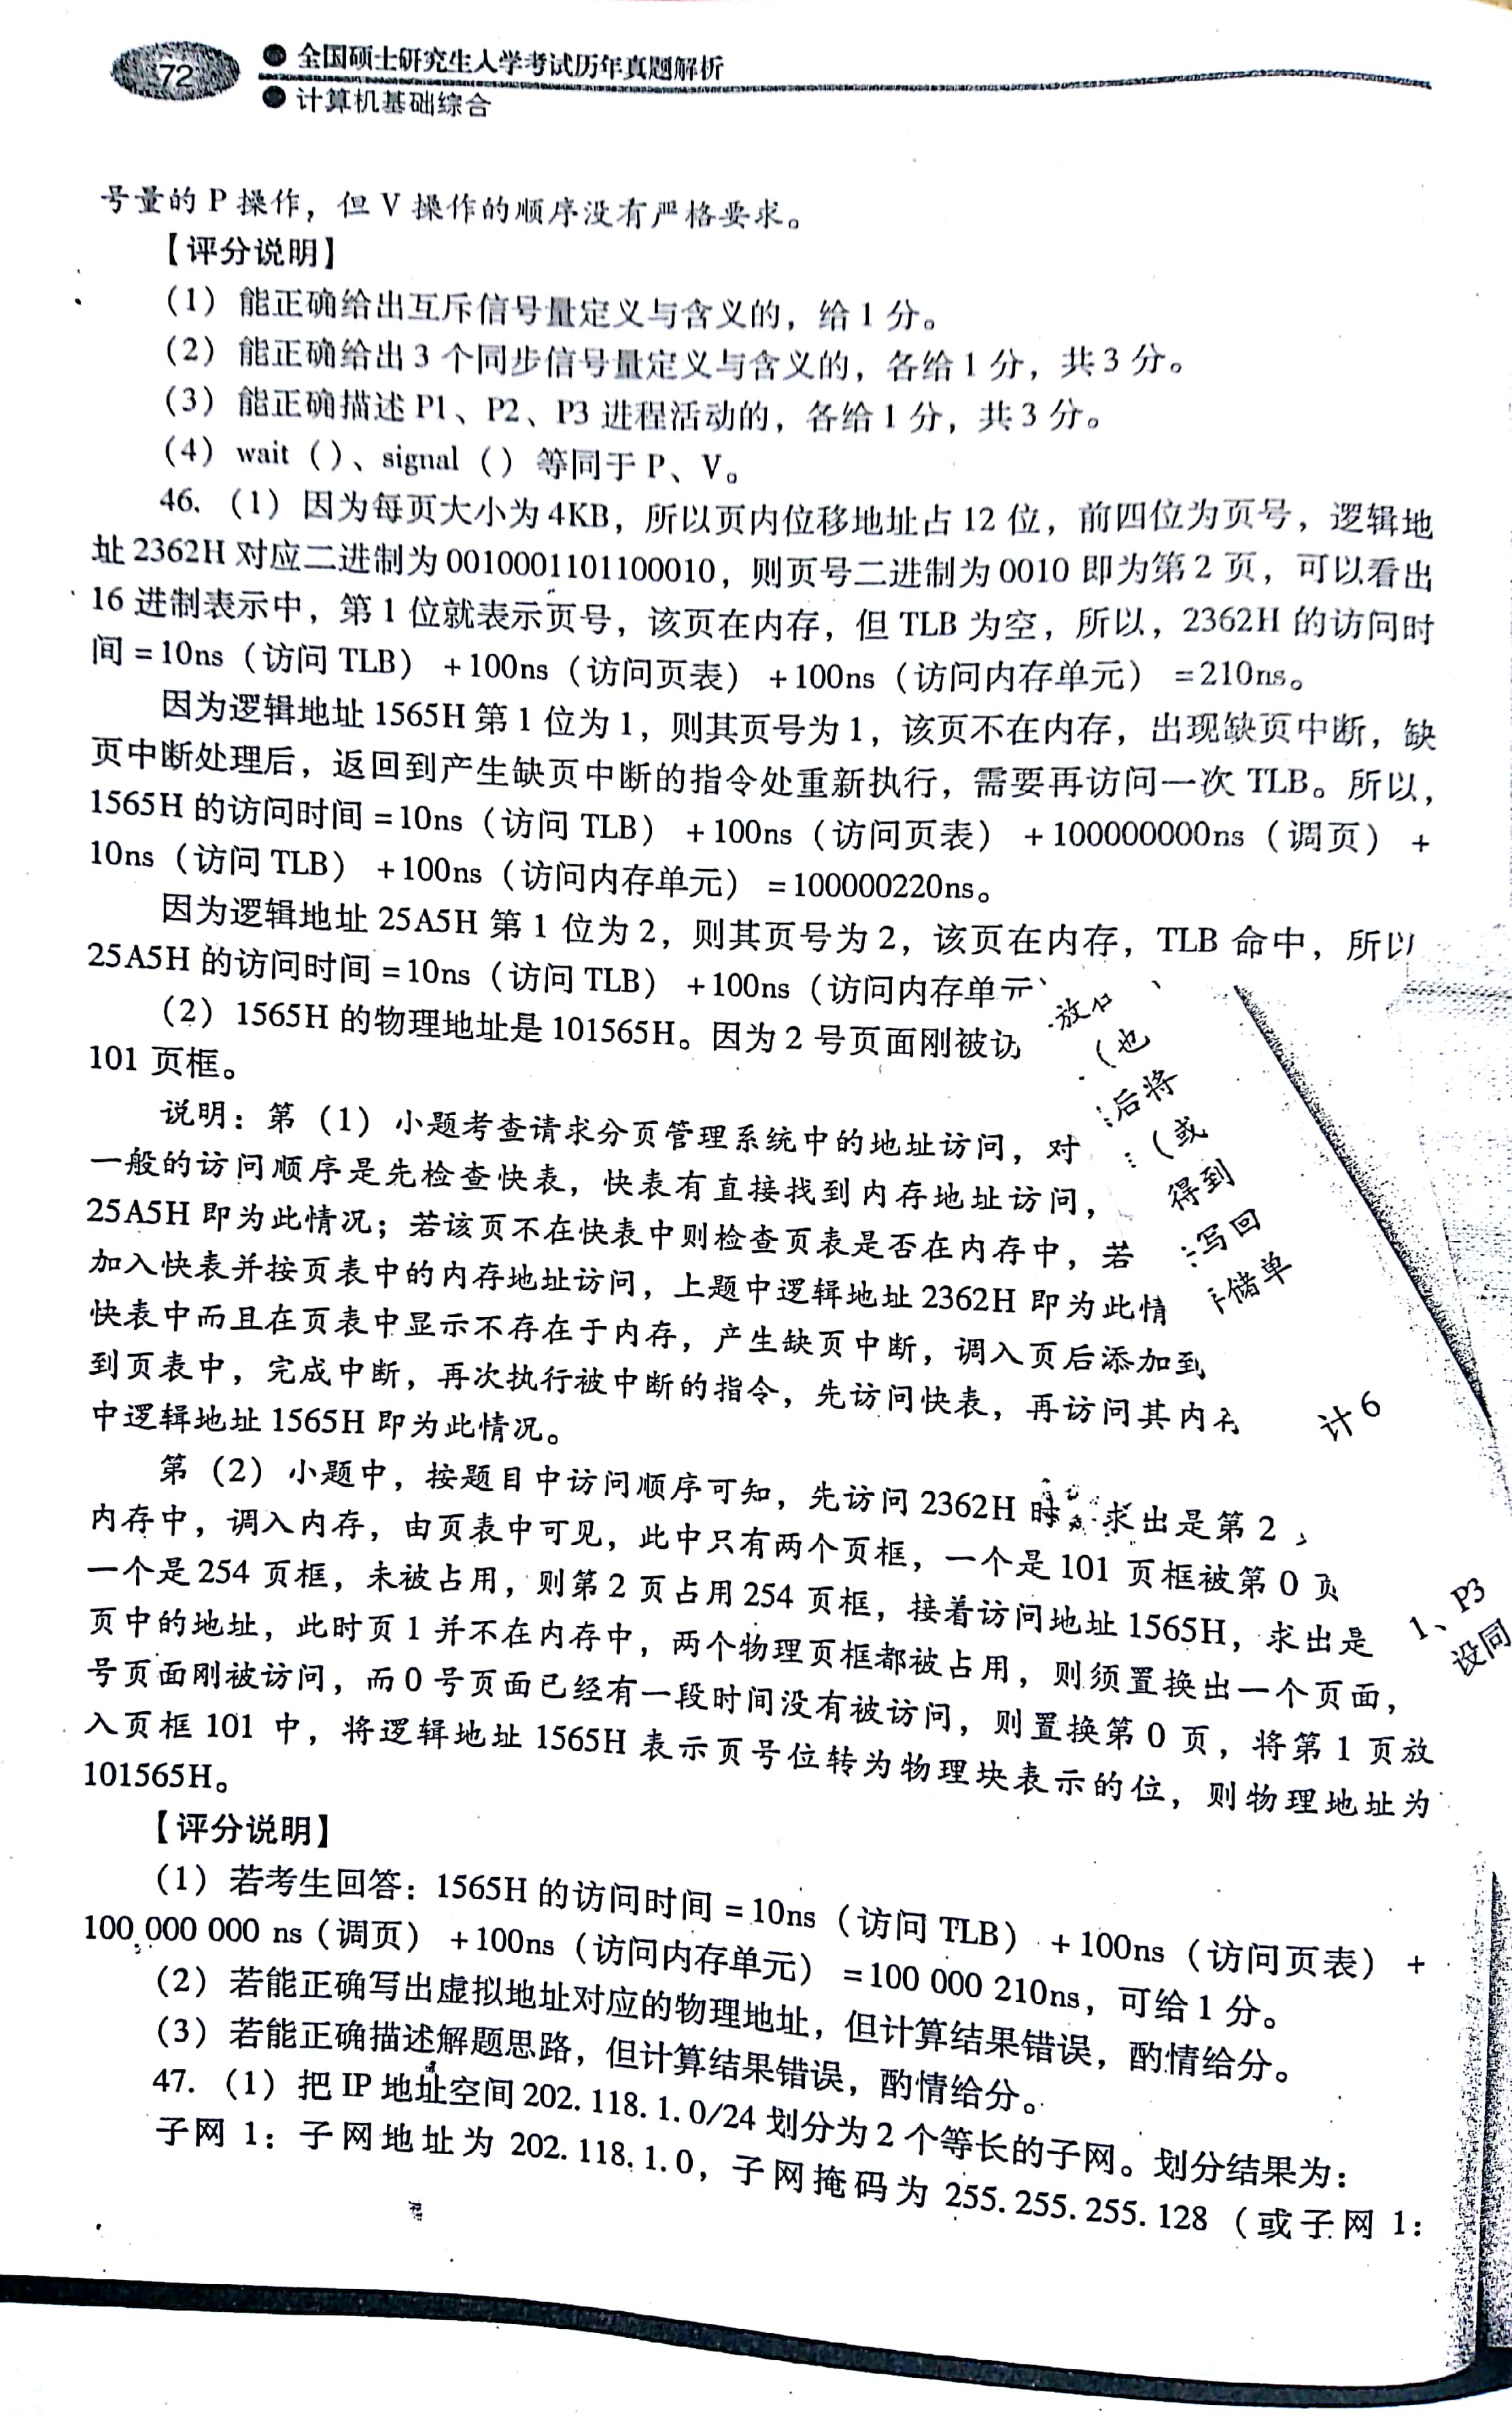 72
全国硕士研究生入学考试历年真题解析
计算机基础综合
号量的 P 操作，但 V 操作的顺序没有严格要求。
【评分说明】
（1）能正确给出互斥信号量定义与含义的，给 1 分。
（2）能正确给出 3 个同步信号量定义与含义的，各给 1 分，共 3 分。
（3）能正确描述 P1、P2、P3 进程活动的，各给 1 分，共 3 分。
（4）wait（）、signal（）等同于 P、V。
46.（1）因为每页大小为 4KB，所以页内位移地址占 12 位，前四位为页号，逻辑地
址 2362H 对应二进制为 0010001101100010，则页号二进制为 0010 即为第 2 页，可以看出
16 进制表示中，第 1 位就表示页号，该页在内存，但 TLB 为空，所以，2362H 的访问时
间 = 10ns（访问 TLB） + 100ns（访问页表） + 100ns（访问内存单元） = 210ns。
因为逻辑地址 1565H 第 1 位为 1，则其页号为 1，该页不在内存，出现缺页中断，缺
页中断处理后，返回到产生缺页中断的指令处重新执行，需要再访问一次 TLB。所以，
1565H 的访问时间 = 10ns（访问 TLB） + 100ns（访问页表） + 100000000ns（调页） +
10ns（访问 TLB） + 100ns（访问内存单元） = 100000220ns。
因为逻辑地址 25A5H 第 1 位为 2，则其页号为 2，该页在内存，TLB 命中，所以
25A5H 的访问时间 = 10ns（访问 TLB） + 100ns（访问内存单元
（2）1565H 的物理地址是 101565H。因为 2 号页面刚被访
101 页框。
说明：第（1）小题考查请求分页管理系统中的地址访问，对
一般的访问顺序是先检查快表，快表有直接找到内存地址访问，
25A5H 即为此情况；若该页不在快表中则检查页表是否在内存中，若
加入快表并按页表中的内存地址访问，上题中逻辑地址 2362H 即为此情
快表中而且在页表中显示不存在于内存，产生缺页中断，调入页后添加到
到页表中，完成中断，再次执行被中断的指令，先访问快表，再访问其内
中逻辑地址 1565H 即为此情况。
第（2）小题中，按题目中访问顺序可知，先访问 2362H 时 求出是第 2
内存中，调入内存，由页表中可见，此中只有两个页框，一个是 101 页框被第 0 页
一个是 254 页框，未被占用，则第 2 页占用 254 页框，接着访问地址 1565H，求出是
页中的地址，此时页 1 并不在内存中，两个物理页框都被占用，则须置换出一个页面，
号页面刚被访问，而 0 号页面已经有一段时间没有被访问，则置换第 0 页，将第 1 页放
入页框 101 中，将逻辑地址 1565H 表示页号位转为物理块表示的位，则物理地址为
101565H。
【评分说明】
（1）若考生回答：1565H 的访问时间 = 10ns（访问 TLB） + 100ns（访问页表） +
100 000 000 ns（调页） + 100ns（访问内存单元） = 100 000 210ns，可给 1 分。
（2）若能正确写出虚拟地址对应的物理地址，但计算结果错误，酌情给分。
（3）若能正确描述解题思路，但计算结果错误，酌情给分。
47.（1）把 IP 地址空间 202. 118. 1. 0/24 划分为 2 个等长的子网。划分结果为：
子网 1：子网地址为 202. 118. 1. 0，子网掩码为 255. 255. 255. 128（或子网 1：
放在
（也
后将
（或
得到
写回
储单
计 6
1、P3
设同